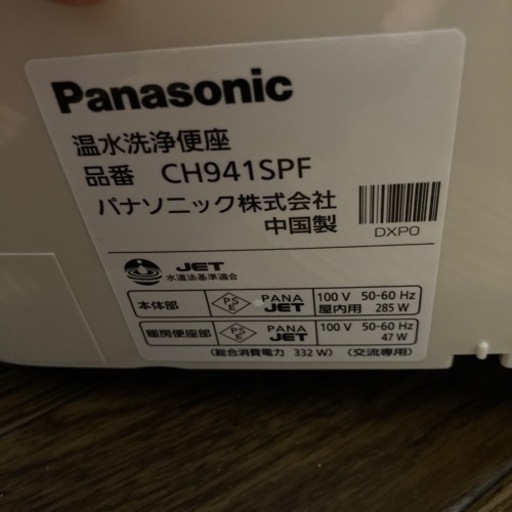 Panasonic
温水洗浄便座
品番 CH941SPF
パナソニック株式会社
中国製
DXP0
JET
水道法基準適合
本体部 PS E PANA JET 100 V 50-60 Hz 屋内用 285 W
暖房便座部 PS E PANA JET 100 V 50-60 Hz 47 W
(総合消費電力 332 W) (交流専用)